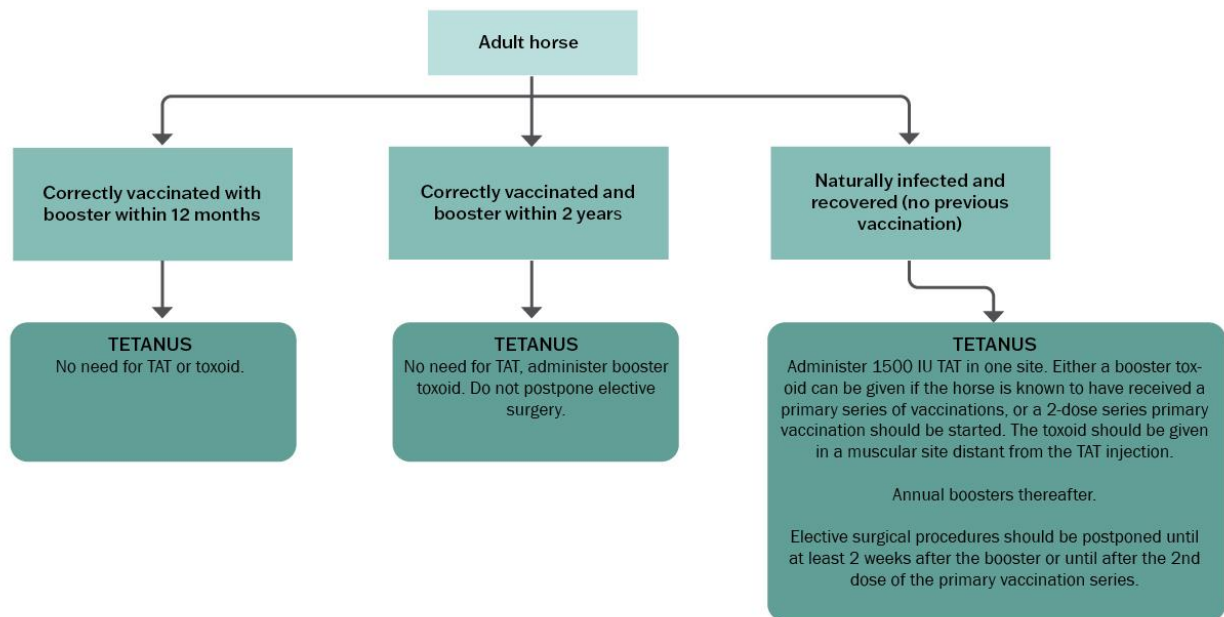 Adult horse
Correctly vaccinated with
booster within 12 months
Correctly vaccinated and
booster within 2 years
Naturally infected and
recovered (no previous
vaccination)
TETANUS
No need for TAT or toxoid.
TETANUS
No need for TAT, administer booster
toxoid. Do not postpone elective
surgery.
TETANUS
Administer 1500 IU TAT in one site. Either a booster tox-
oid can be given if the horse is known to have received a
primary series of vaccinations, or a 2-dose series primary
vaccination should be started. The toxoid should be given
in a muscular site distant from the TAT injection.
Annual boosters thereafter.
Elective surgical procedures should be postponed until
at least 2 weeks after the booster or until after the 2nd
dose of the primary vaccination series.